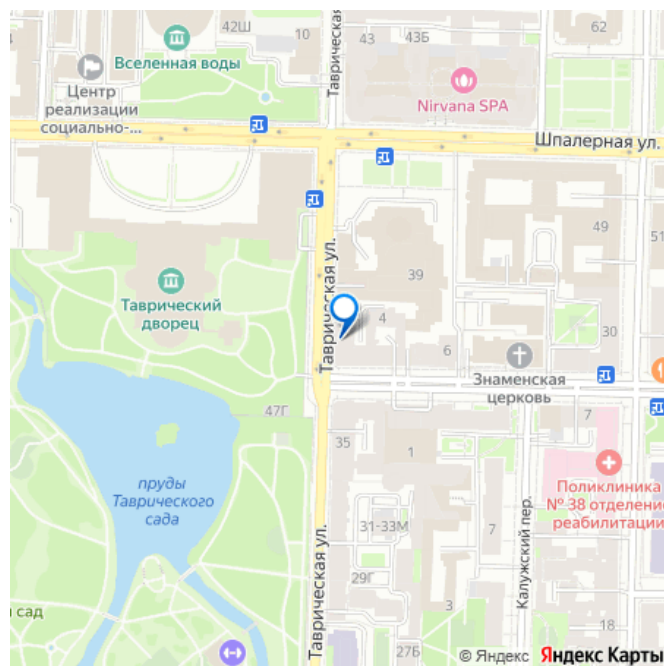 42Ш
10
Таврическая
43
43Б
62
Вселенная воды
Центр
реализации
социально-...
Nirvana SPA
Шпалерная ул.
49
51
39
Таврическая ул.
Таврический
дворец
4
6
30
Знаменская
церковь
47Г
7
35
1
пруды
Таврического
сада
Поликлиника
№ 38 отделение
реабилитации
31-33М
7
Калужский пер.
Таврическая ул.
29Г
3
сад
18
27Б
© Яндекс Яндекс Карты